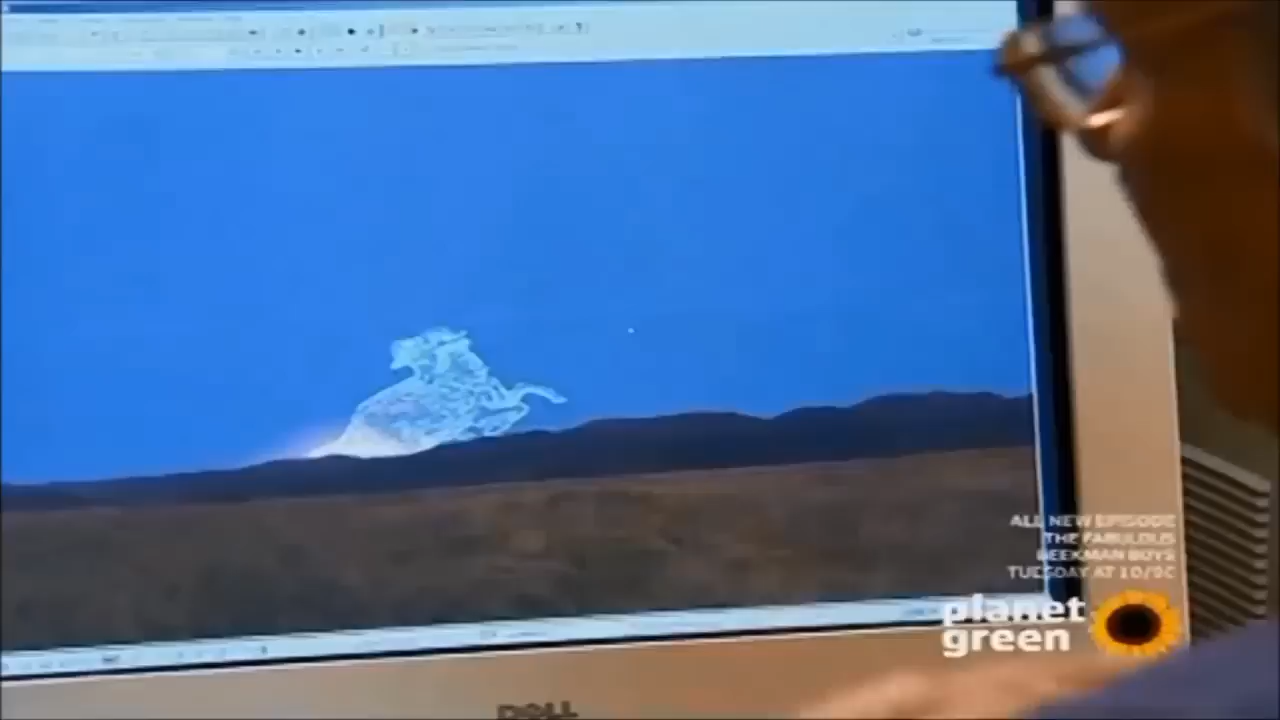 ALL NEW EPISODE
THE FABULOUS
BEEKMAN BOYS
TUESDAY AT 10/9C
planet
green
DELL